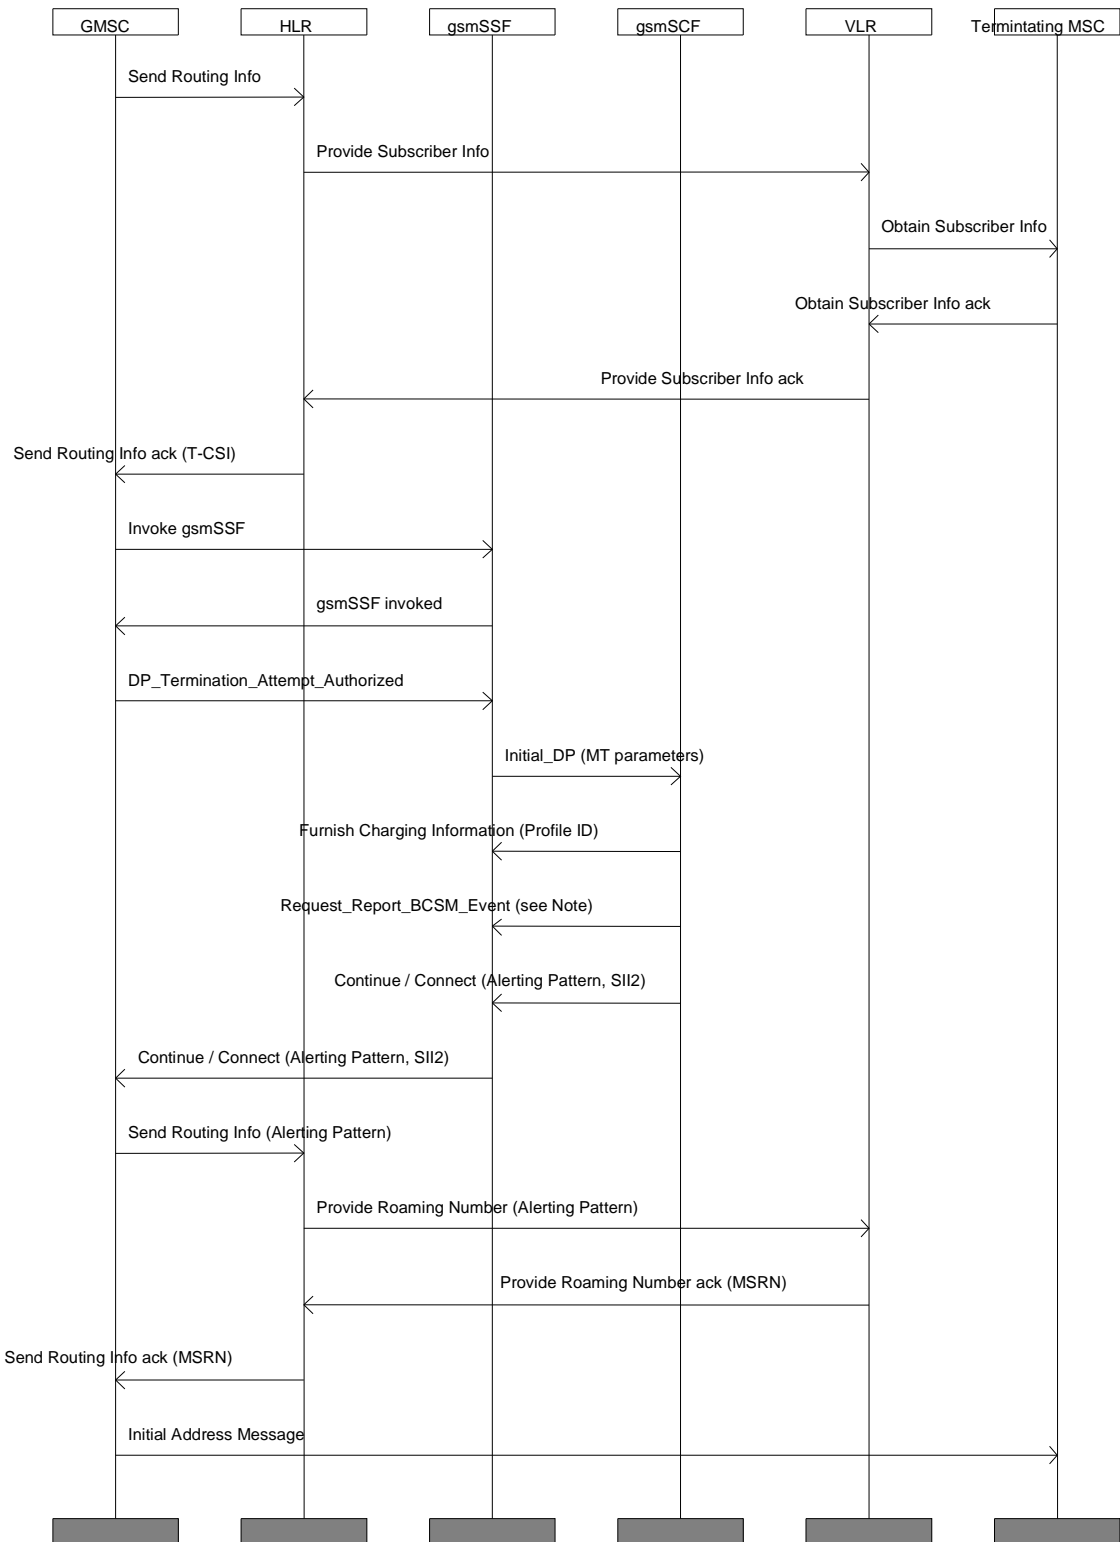 GMSC
HLR
gsmSSF
gsmSCF
VLR
Termintating MSC
Send Routing Info
Provide Subscriber Info
Obtain Subscriber Info
Obtain Subscriber Info ack
Provide Subscriber Info ack
Send Routing Info ack (T-CSI)
Invoke gsmSSF
gsmSSF invoked
DP_Termination_Attempt_Authorized
Initial_DP (MT parameters)
Furnish Charging Information (Profile ID)
Request_Report_BCSM_Event (see Note)
Continue / Connect (Alerting Pattern, SII2)
Continue / Connect (Alerting Pattern, SII2)
Send Routing Info (Alerting Pattern)
Provide Roaming Number (Alerting Pattern)
Provide Roaming Number ack (MSRN)
Send Routing Info ack (MSRN)
Initial Address Message